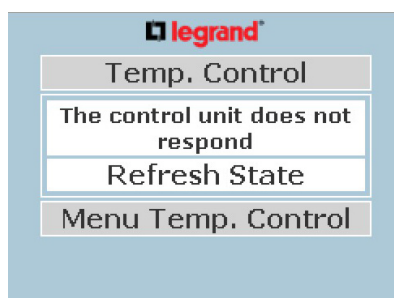 legrand
Temp. Control
The control unit does not
respond
Refresh State
Menu Temp. Control